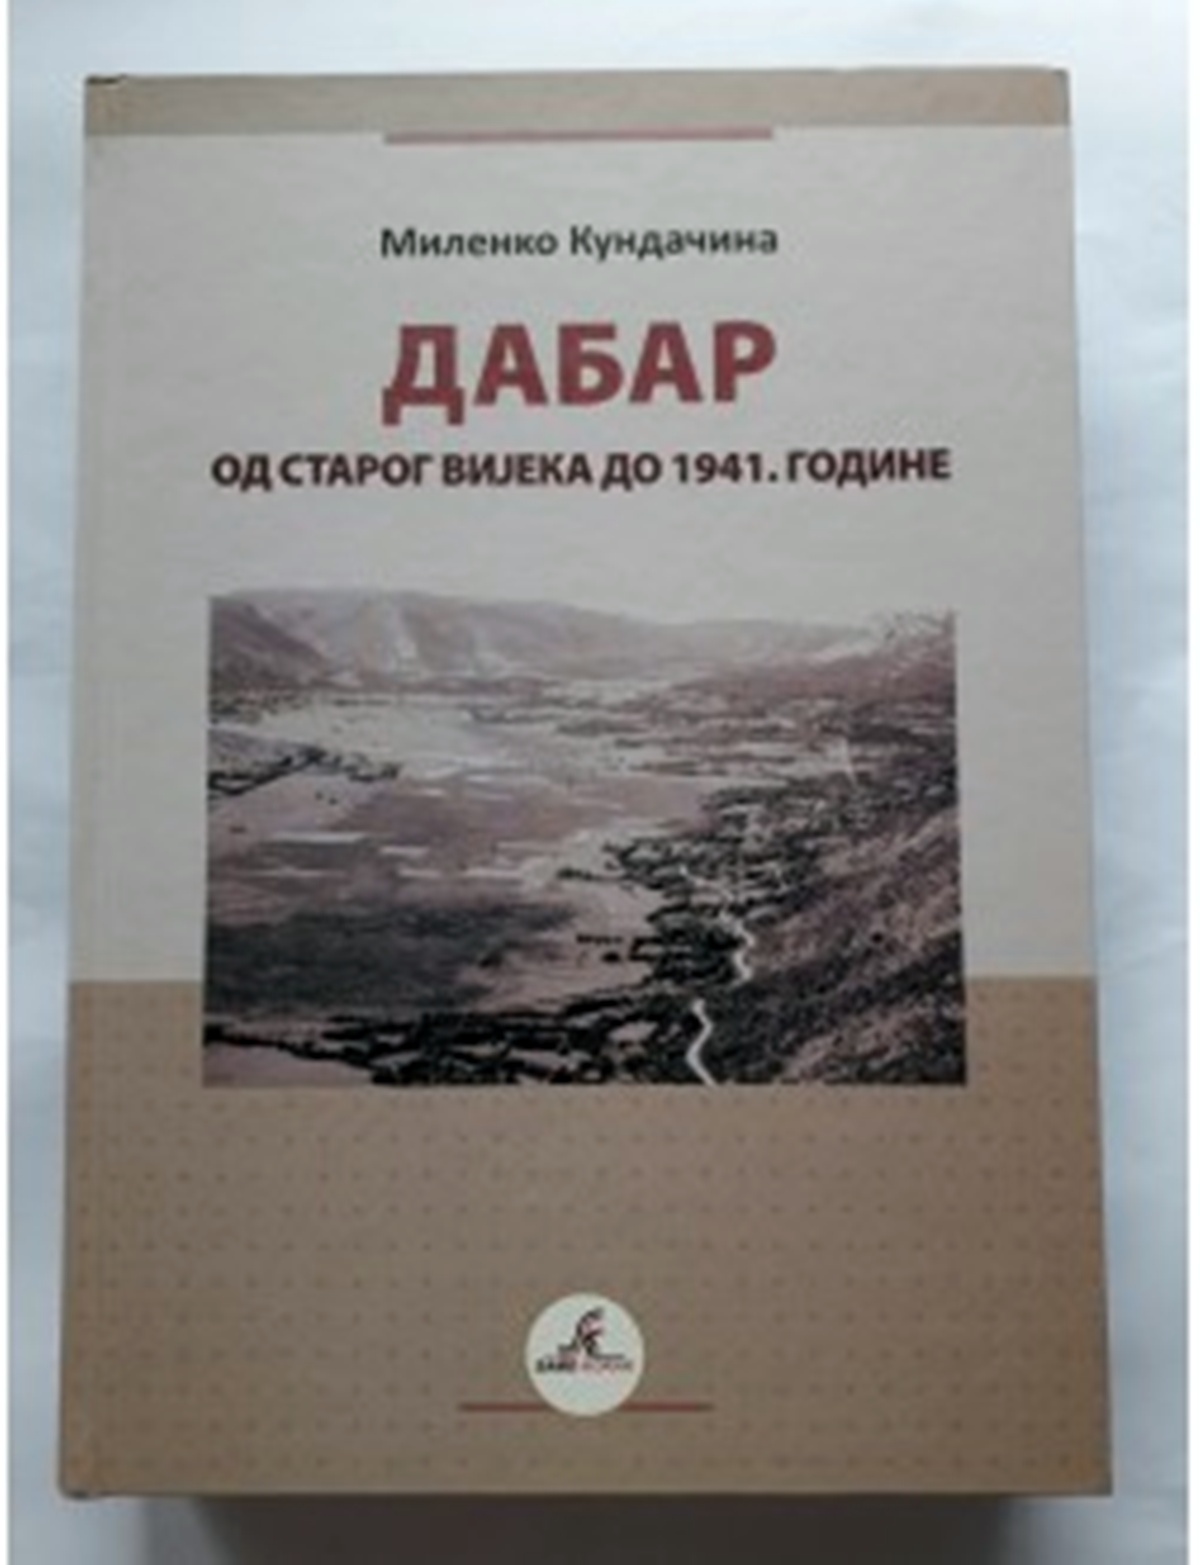 Миленко Кундачина
ДАБАР
ОД СТАРОГ ВИЈЕКА ДО 1941. ГОДИНЕ